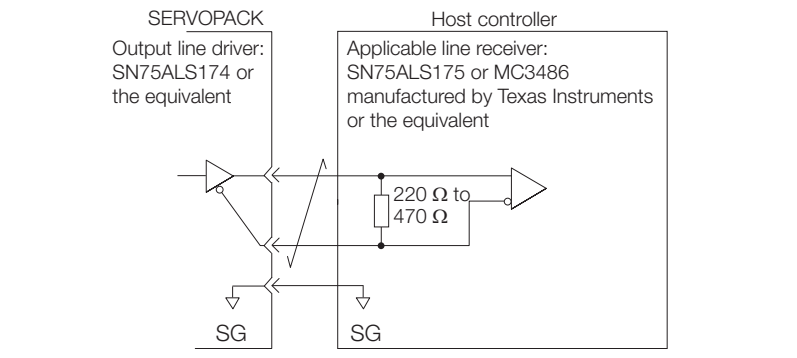 SERVOPACK
Host controller
Output line driver:
SN75ALS174 or
the equivalent
Applicable line receiver:
SN75ALS175 or MC3486
manufactured by Texas Instruments
or the equivalent
220 Ω to
470 Ω
SG
SG